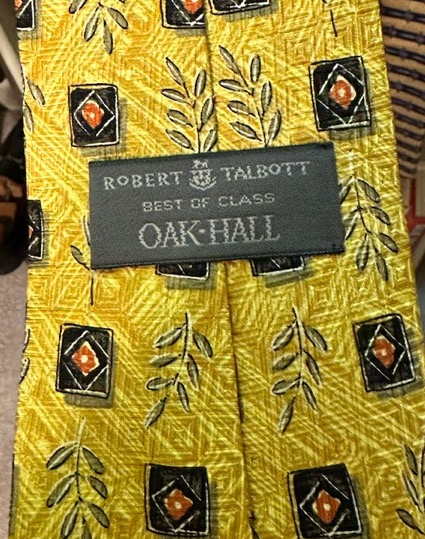 ROBERT TALBOTT
BEST OF CLASS
OAK·HALL